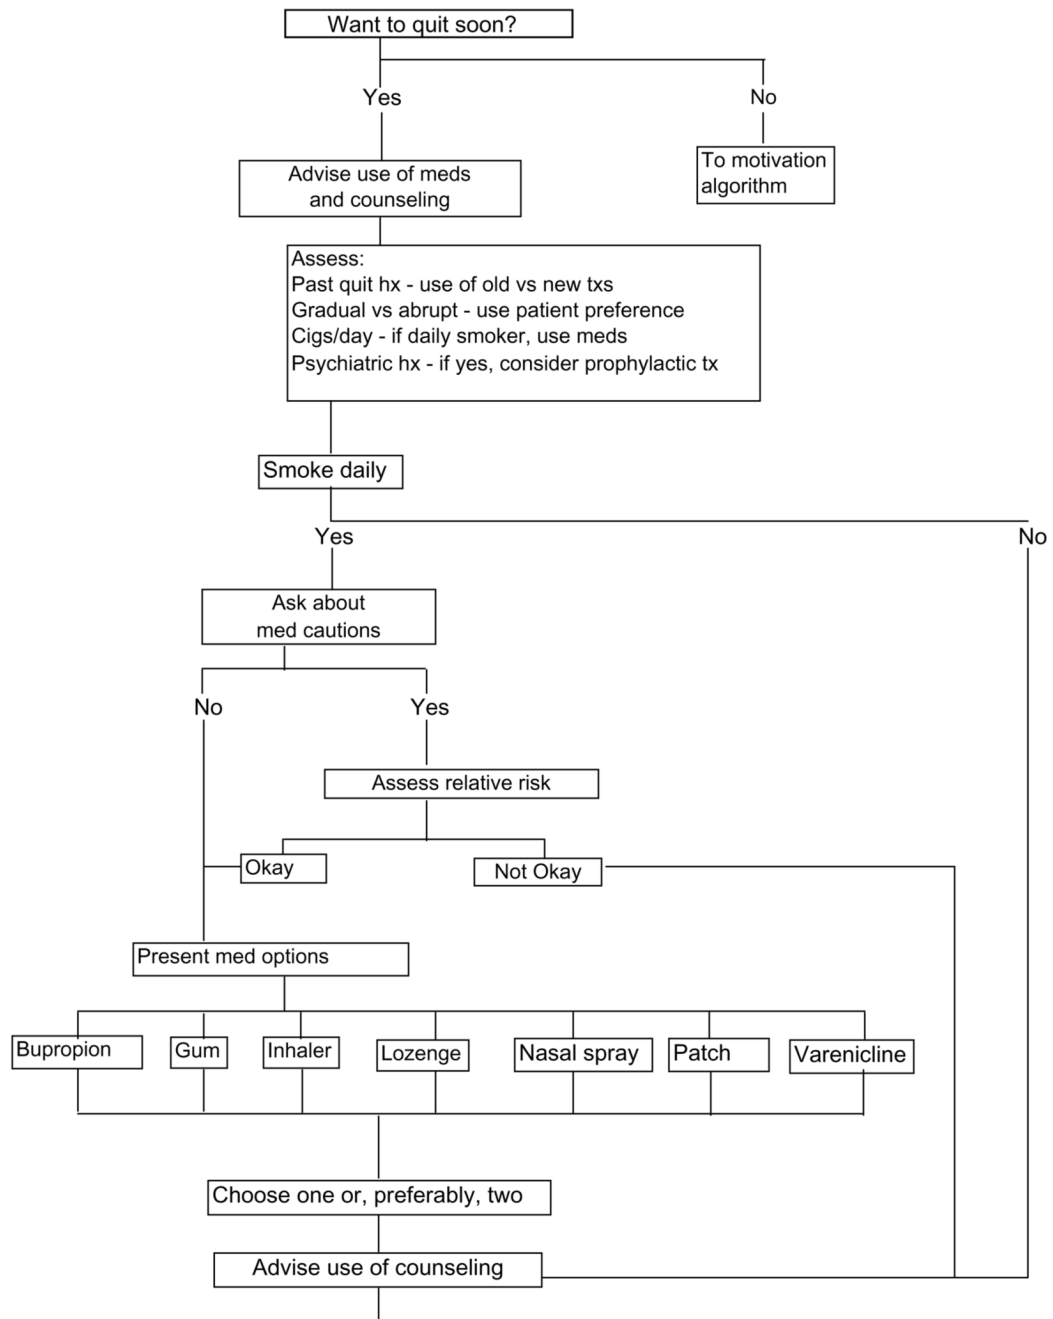 Want to quit soon?
Yes
No
Advise use of meds
and counseling
To motivation
algorithm
Assess:
Past quit hx - use of old vs new txs
Gradual vs abrupt - use patient preference
Cigs/day - if daily smoker, use meds
Psychiatric hx - if yes, consider prophylactic tx
Smoke daily
Yes
No
Ask about
med cautions
No
Yes
Assess relative risk
Okay
Not Okay
Present med options
Bupropion
Gum
Inhaler
Lozenge
Nasal spray
Patch
Varenicline
Choose one or, preferably, two
Advise use of counseling